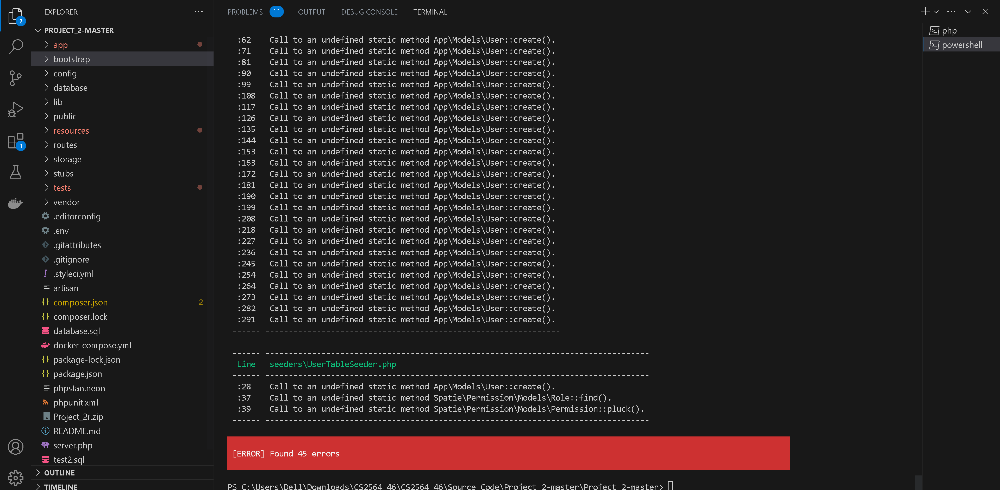 EXPLORER
PROJECT_2-MASTER
app
bootstrap
config
database
lib
public
resources
routes
storage
stubs
tests
vendor
.editorconfig
.env
.gitattributes
.gitignore
.styleci.yml
artisan
composer.json 2
composer.lock
database.sql
docker-compose.yml
package-lock.json
package.json
phpstan.neon
phpunit.xml
Project_2r.zip
README.md
server.php
test2.sql
OUTLINE
TIMELINE
2
1
PROBLEMS 11 OUTPUT DEBUG CONSOLE TERMINAL
:62 Call to an undefined static method App\Models\User::create().
:71 Call to an undefined static method App\Models\User::create().
:81 Call to an undefined static method App\Models\User::create().
:90 Call to an undefined static method App\Models\User::create().
:99 Call to an undefined static method App\Models\User::create().
:108 Call to an undefined static method App\Models\User::create().
:117 Call to an undefined static method App\Models\User::create().
:126 Call to an undefined static method App\Models\User::create().
:135 Call to an undefined static method App\Models\User::create().
:144 Call to an undefined static method App\Models\User::create().
:153 Call to an undefined static method App\Models\User::create().
:163 Call to an undefined static method App\Models\User::create().
:172 Call to an undefined static method App\Models\User::create().
:181 Call to an undefined static method App\Models\User::create().
:190 Call to an undefined static method App\Models\User::create().
:199 Call to an undefined static method App\Models\User::create().
:208 Call to an undefined static method App\Models\User::create().
:218 Call to an undefined static method App\Models\User::create().
:227 Call to an undefined static method App\Models\User::create().
:236 Call to an undefined static method App\Models\User::create().
:245 Call to an undefined static method App\Models\User::create().
:254 Call to an undefined static method App\Models\User::create().
:264 Call to an undefined static method App\Models\User::create().
:273 Call to an undefined static method App\Models\User::create().
:282 Call to an undefined static method App\Models\User::create().
:291 Call to an undefined static method App\Models\User::create().
Line seeders\UserTableSeeder.php
:28 Call to an undefined static method App\Models\User::create().
:37 Call to an undefined static method Spatie\Permission\Models\Role::find().
:39 Call to an undefined static method Spatie\Permission\Models\Permission::pluck().
[ERROR] Found 45 errors
PS C:\Users\Dell\Downloads\CS2564_46\CS2564_46\Source Code\Project_2-master\Project_2-master>
php
powershell